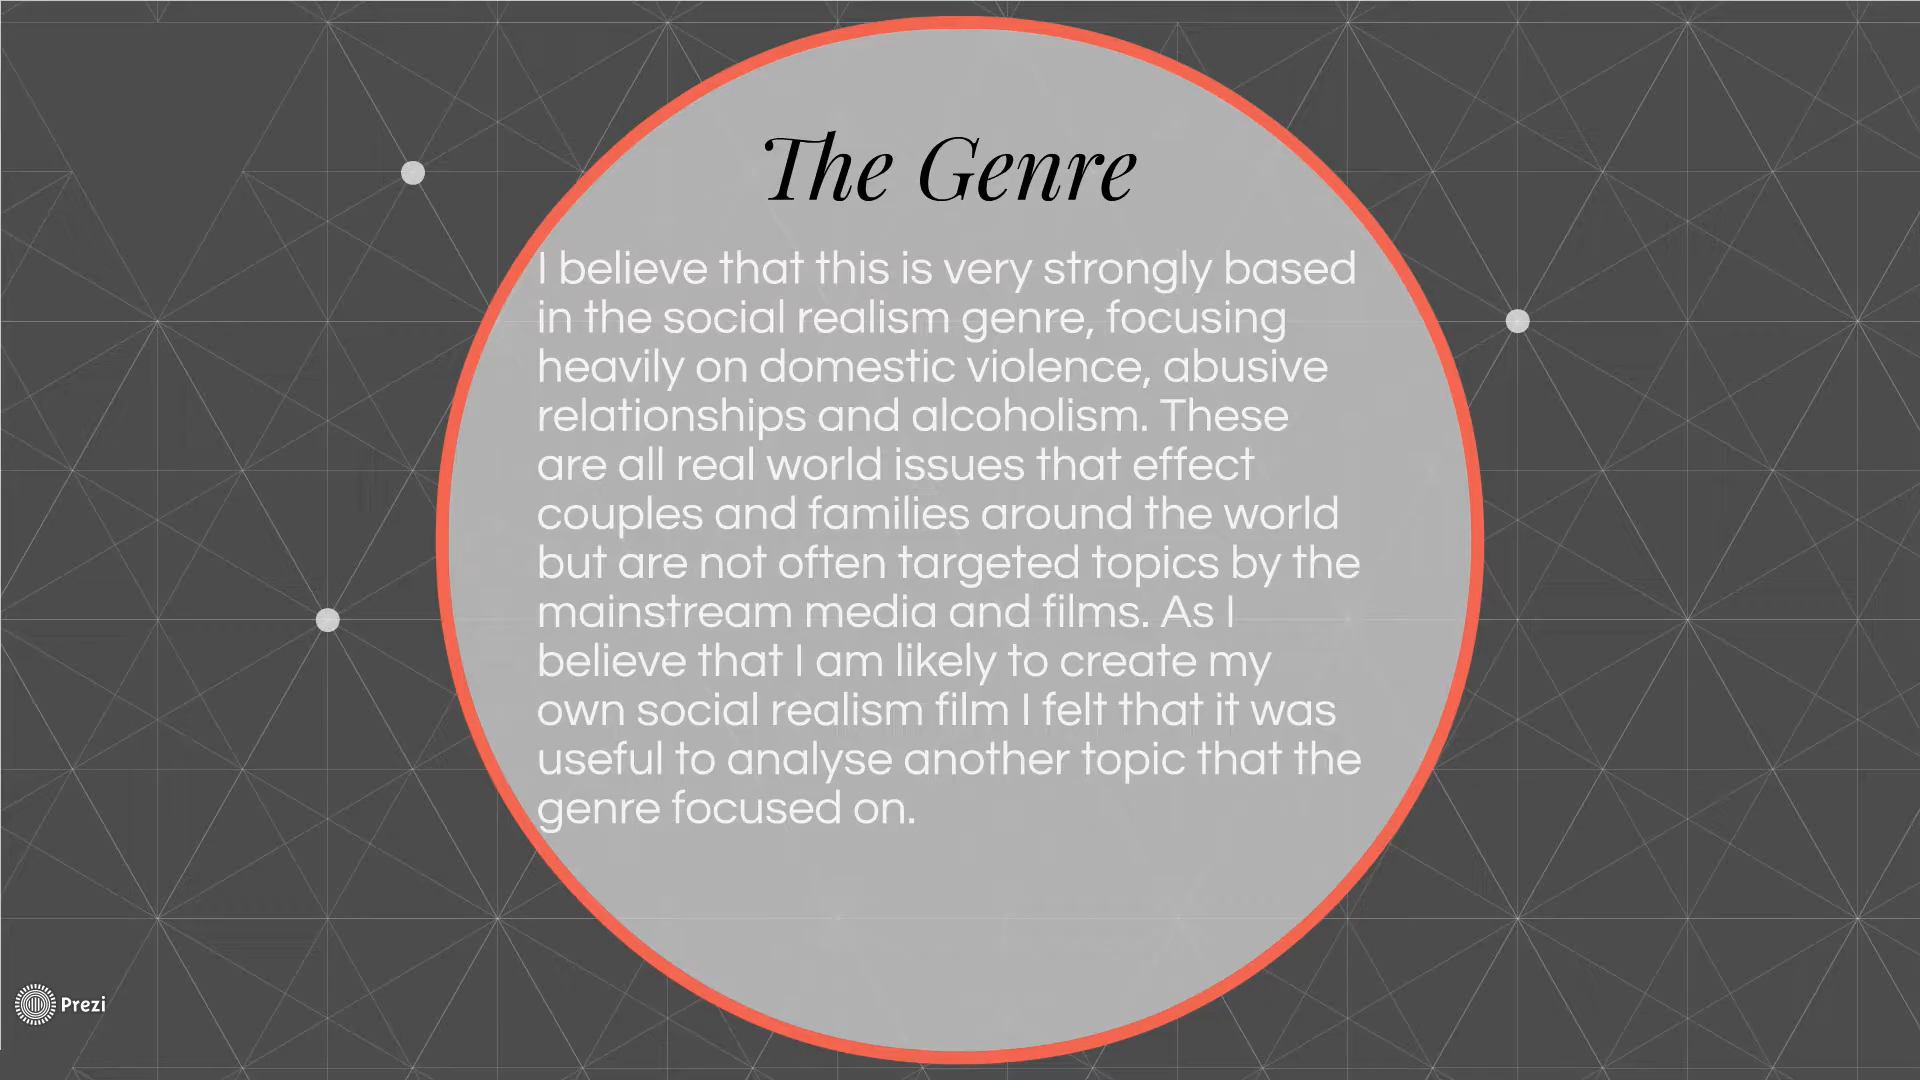 The Genre
I believe that this is very strongly based
in the social realism genre, focusing
heavily on domestic violence, abusive
relationships and alcoholism. These
are all real world issues that effect
couples and families around the world
but are not often targeted topics by the
mainstream media and films. As I
believe that I am likely to create my
own social realism film I felt that it was
useful to analyse another topic that the
genre focused on.
Prezi